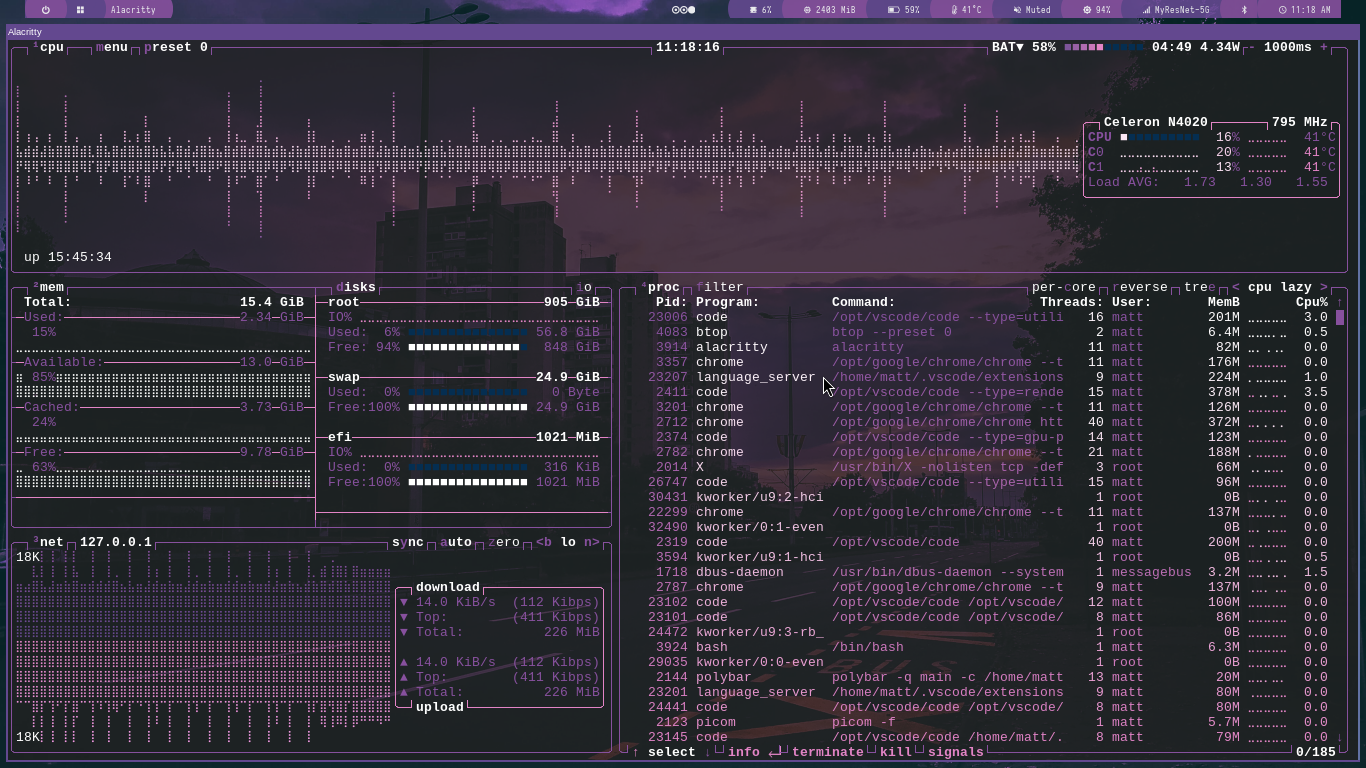 Alacritty 6% 2403 MiB 59% 41°C Muted 94% MyResNet-5G 11:18 AM
Alacritty
¹cpu menu preset 0 11:18:16 BAT▼ 58% 04:49 4.34W - 1000ms +
Celeron N4020 795 MHz
CPU 16% 41°C
C0 20% 41°C
C1 13% 41°C
Load AVG: 1.73 1.30 1.55
up 15:45:34
²mem
Total: 15.4 GiB
Used: 2.34 GiB
15%
Available: 13.0 GiB
85%
Cached: 3.73 GiB
24%
Free: 9.78 GiB
63%
disks io
root 905 GiB
IO%
Used: 6% 56.8 GiB
Free: 94% 848 GiB
swap 24.9 GiB
Used: 0% 0 Byte
Free:100% 24.9 GiB
efi 1021 MiB
IO%
Used: 0% 316 KiB
Free:100% 1021 MiB
³net 127.0.0.1 sync auto zero <b lo n>
18K
download
▼ 14.0 KiB/s (112 Kibps)
▼ Top: (411 Kibps)
▼ Total: 226 MiB
▲ 14.0 KiB/s (112 Kibps)
▲ Top: (411 Kibps)
▲ Total: 226 MiB
upload
18K
⁴proc filter per-core reverse tree < cpu lazy >
Pid: Program: Command: Threads: User: MemB Cpu% ↑
23006 code /opt/vscode/code --type=utili 16 matt 201M 3.0
4083 btop btop --preset 0 2 matt 6.4M 0.5
3914 alacritty alacritty 11 matt 82M 0.0
3357 chrome /opt/google/chrome/chrome --t 11 matt 176M 0.0
23207 language_server /home/matt/.vscode/extensions 9 matt 224M 1.0
2411 code /opt/vscode/code --type=rende 15 matt 378M 3.5
3201 chrome /opt/google/chrome/chrome --t 11 matt 126M 0.0
2712 chrome /opt/google/chrome/chrome htt 40 matt 372M 0.0
2374 code /opt/vscode/code --type=gpu-p 14 matt 123M 0.0
2782 chrome /opt/google/chrome/chrome --t 21 matt 188M 0.0
2014 X /usr/bin/X -nolisten tcp -def 3 root 66M 0.0
26747 code /opt/vscode/code --type=utili 15 matt 96M 0.0
30431 kworker/u9:2-hci 1 root 0B 0.0
22299 chrome /opt/google/chrome/chrome --t 11 matt 137M 0.0
32490 kworker/0:1-even 1 root 0B 0.0
2319 code /opt/vscode/code 40 matt 200M 0.0
3594 kworker/u9:1-hci 1 root 0B 0.5
1718 dbus-daemon /usr/bin/dbus-daemon --system 1 messagebus 3.2M 1.5
2787 chrome /opt/google/chrome/chrome --t 9 matt 137M 0.0
23102 code /opt/vscode/code /opt/vscode/ 12 matt 100M 0.0
23101 code /opt/vscode/code /opt/vscode/ 8 matt 86M 0.0
24472 kworker/u9:3-rb_ 1 root 0B 0.0
3924 bash /bin/bash 1 matt 6.3M 0.0
29035 kworker/0:0-even 1 root 0B 0.0
2144 polybar polybar -q main -c /home/matt 13 matt 20M 0.0
23201 language_server /home/matt/.vscode/extensions 9 matt 80M 0.0
24441 code /opt/vscode/code /opt/vscode/ 8 matt 80M 0.0
2123 picom picom -f 1 matt 5.7M 0.0
23145 code /opt/vscode/code /home/matt/. 8 matt 79M 0.0 ↓
↑ select ↓ info ↵ terminate kill signals 0/185